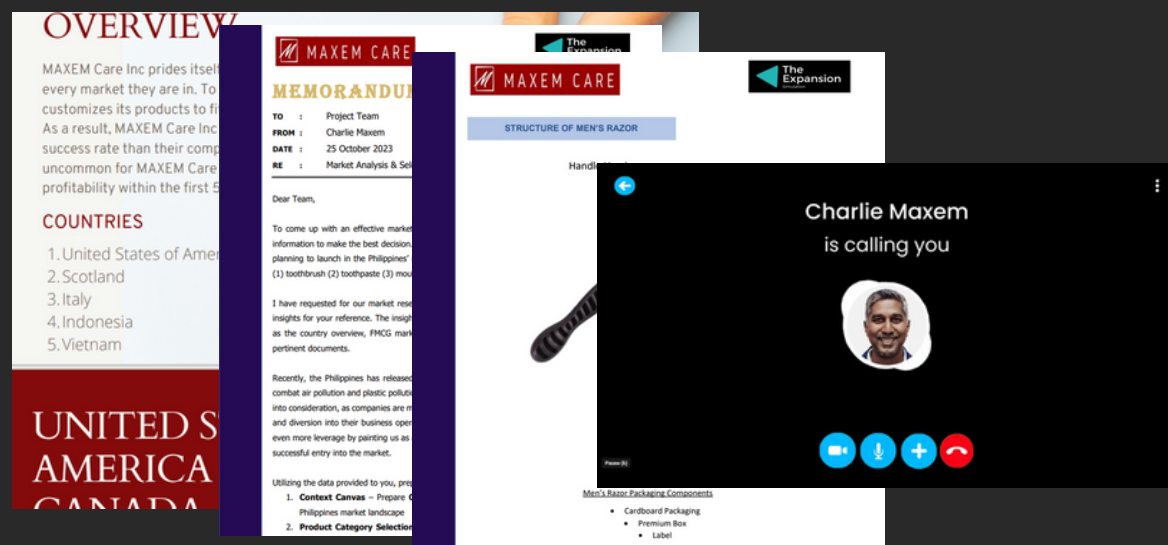 OVERVIEW
MAXEM Care Inc prides itself
every market they are in. To
customizes its products to fi
As a result, MAXEM Care Inc
success rate than their comp
uncommon for MAXEM Care
profitability within the first 5
COUNTRIES
1. United States of Amer
2. Scotland
3. Italy
4. Indonesia
5. Vietnam
UNITED S
AMERICA
CANADA
MAXEM CARE
The
Expansion
MEMORANDUM
TO : Project Team
FROM : Charlie Maxem
DATE : 25 October 2023
RE : Market Analysis & Sel
Dear Team,
To come up with an effective market
information to make the best decision.
planning to launch in the Philippines'
(1) toothbrush (2) toothpaste (3) mou
I have requested for our market rese
insights for your reference. The insigh
as the country overview, FMCG mark
pertinent documents.
Recently, the Philippines has released
combat air pollution and plastic pollutio
into consideration, as companies are m
and diversion into their business oper
even more leverage by painting us as
successful entry into the market.
Utilizing the data provided to you, prep
1. Context Canvas – Prepare
Philippines market landscape
2. Product Category Selection
MAXEM CARE
The
Expansion
Simulation
STRUCTURE OF MEN'S RAZOR
Handle
Men's Razor Packaging Components
• Cardboard Packaging
• Premium Box
• Label
Charlie Maxem
is calling you
Pause (k)